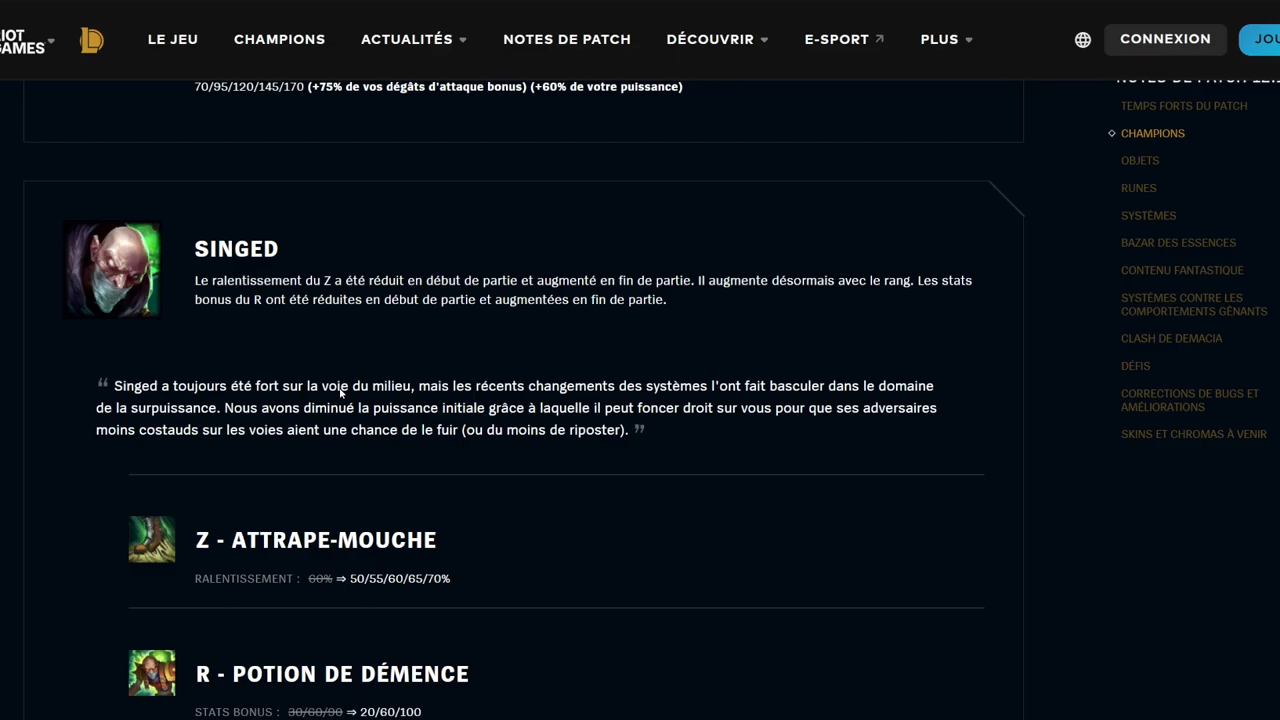 IOT
GAMES
LE JEU
CHAMPIONS
ACTUALITÉS
NOTES DE PATCH
DÉCOUVRIR
E-SPORT
PLUS
CONNEXION
JOU
70/95/120/145/170 (+75% de vos dégâts d'attaque bonus) (+60% de votre puissance)
NOTES DE PATCH
TEMPS FORTS DU PATCH
CHAMPIONS
OBJETS
RUNES
SYSTÈMES
BAZAR DES ESSENCES
CONTENU FANTASTIQUE
SYSTÈMES CONTRE LES
COMPORTEMENTS GÊNANTS
CLASH DE DEMACIA
DÉFIS
CORRECTIONS DE BUGS ET
AMÉLIORATIONS
SKINS ET CHROMAS À VENIR
SINGED
Le ralentissement du Z a été réduit en début de partie et augmenté en fin de partie. Il augmente désormais avec le rang. Les stats
bonus du R ont été réduites en début de partie et augmentées en fin de partie.
“ Singed a toujours été fort sur la voie du milieu, mais les récents changements des systèmes l'ont fait basculer dans le domaine
de la surpuissance. Nous avons diminué la puissance initiale grâce à laquelle il peut foncer droit sur vous pour que ses adversaires
moins costauds sur les voies aient une chance de le fuir (ou du moins de riposter). ”
Z - ATTRAPE-MOUCHE
RALENTISSEMENT : 60% ⇒ 50/55/60/65/70%
R - POTION DE DÉMENCE
STATS BONUS : 30/60/90 ⇒ 20/60/100